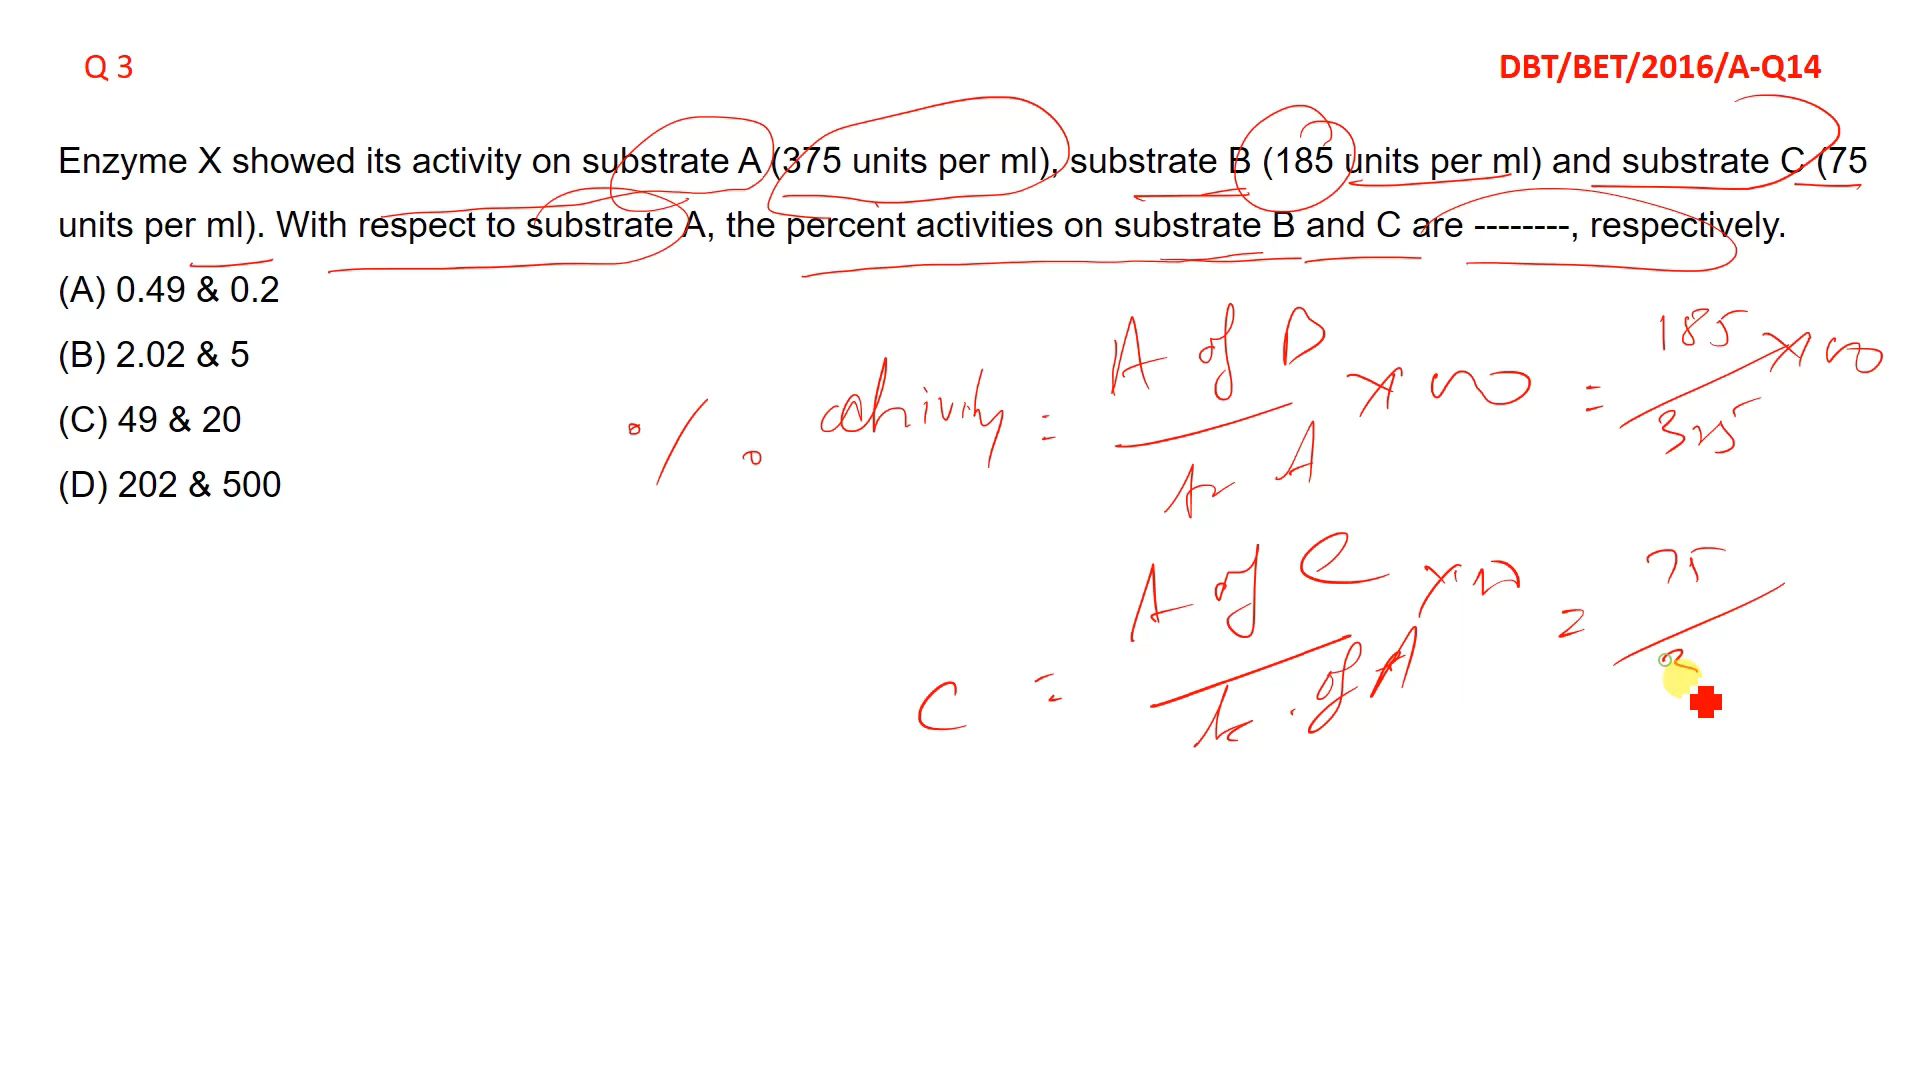 Q 3
DBT/BET/2016/A-Q14
Enzyme X showed its activity on substrate A (375 units per ml), substrate B (185 units per ml) and substrate C (75
units per ml). With respect to substrate A, the percent activities on substrate B and C are --------, respectively.
(A) 0.49 & 0.2
(B) 2.02 & 5
(C) 49 & 20
(D) 202 & 500
% activity = A of B / A × 100 = 185 / 375 × 100
C = A of C / of A × 100 = 75 /